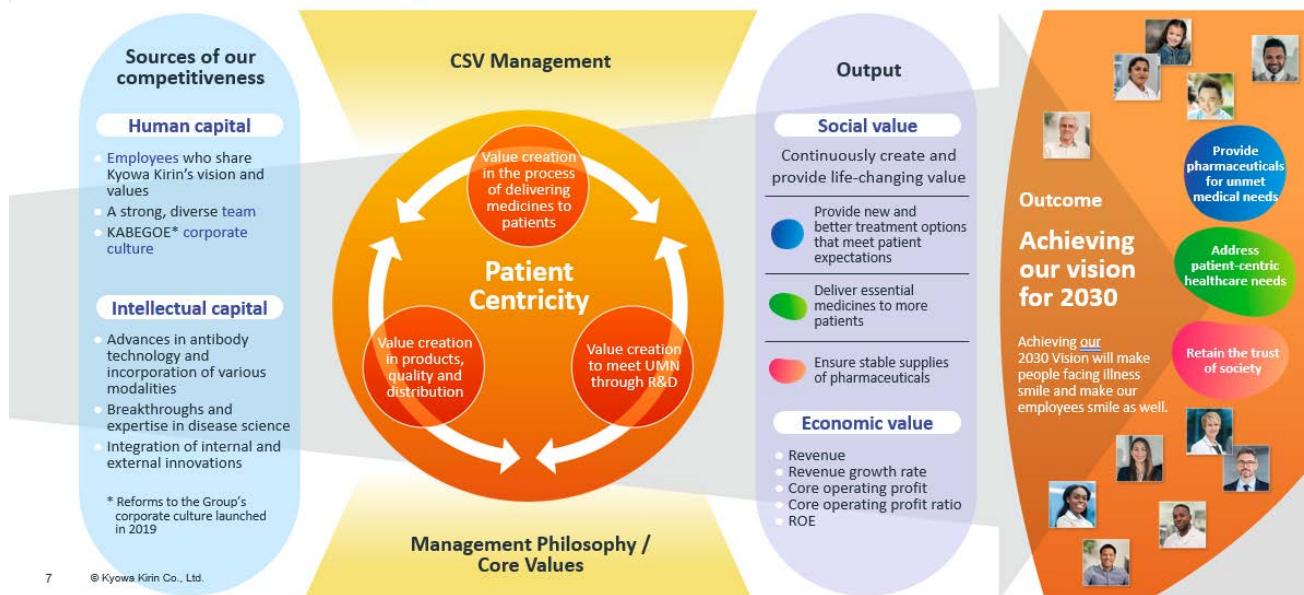 Sources of our
competitiveness
Human capital
Employees who share
Kyowa Kirin's vision and
values
A strong, diverse team
KABEGOE* corporate
culture
Intellectual capital
Advances in antibody
technology and
incorporation of various
modalities
Breakthroughs and
expertise in disease science
Integration of internal and
external innovations
* Reforms to the Group's
corporate culture launched
in 2019
CSV Management
Value creation
in the process
of delivering
medicines to
patients
Patient
Centricity
Value creation
in products,
quality and
distribution
Value creation
to meet UMN
through R&D
Management Philosophy /
Core Values
Output
Social value
Continuously create and
provide life-changing value
Provide new and
better treatment options
that meet patient
expectations
Deliver essential
medicines to more
patients
Ensure stable supplies
of pharmaceuticals
Economic value
Revenue
Revenue growth rate
Core operating profit
Core operating profit ratio
ROE
Outcome
Achieving
our vision
for 2030
Achieving our
2030 Vision will make
people facing illness
smile and make our
employees smile as well.
Provide
pharmaceuticals
for unmet
medical needs
Address
patient-centric
healthcare needs
Retain the trust
of society
7
© Kyowa Kirin Co., Ltd.